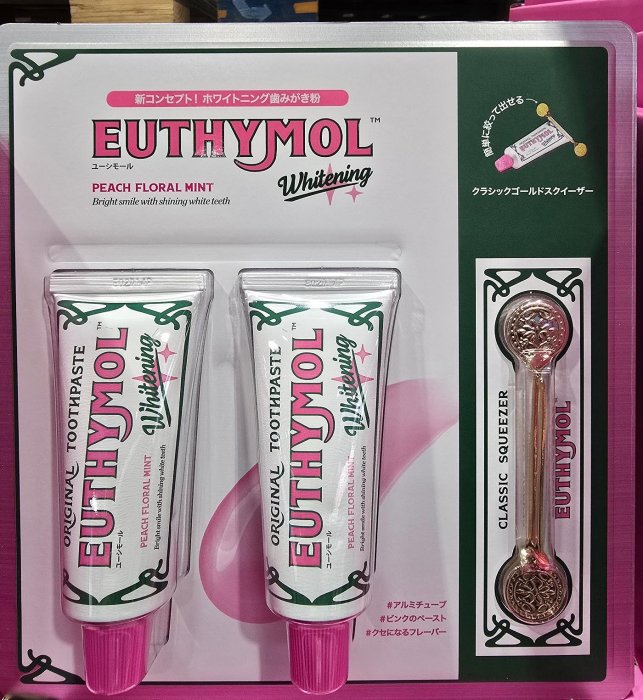 新コンセプト！ホワイトニング歯みがき粉
EUTHYMOL™
ユーシモール
PEACH FLORAL MINT
Whitening
Bright smile with shining white teeth
簡単に絞って出せる
クラシックゴールドスクイーザー
ORIGINAL TOOTHPASTE
EUTHYMOL™
Whitening
ユーシモール
PEACH FLORAL MINT
Bright smile with shining white teeth
ORIGINAL TOOTHPASTE
EUTHYMOL™
Whitening
ユーシモール
PEACH FLORAL MINT
Bright smile with shining white teeth
CLASSIC SQUEEZER
EUTHYMOL™
#アルミチューブ
#ピンクのペースト
#クセになるフレーバー